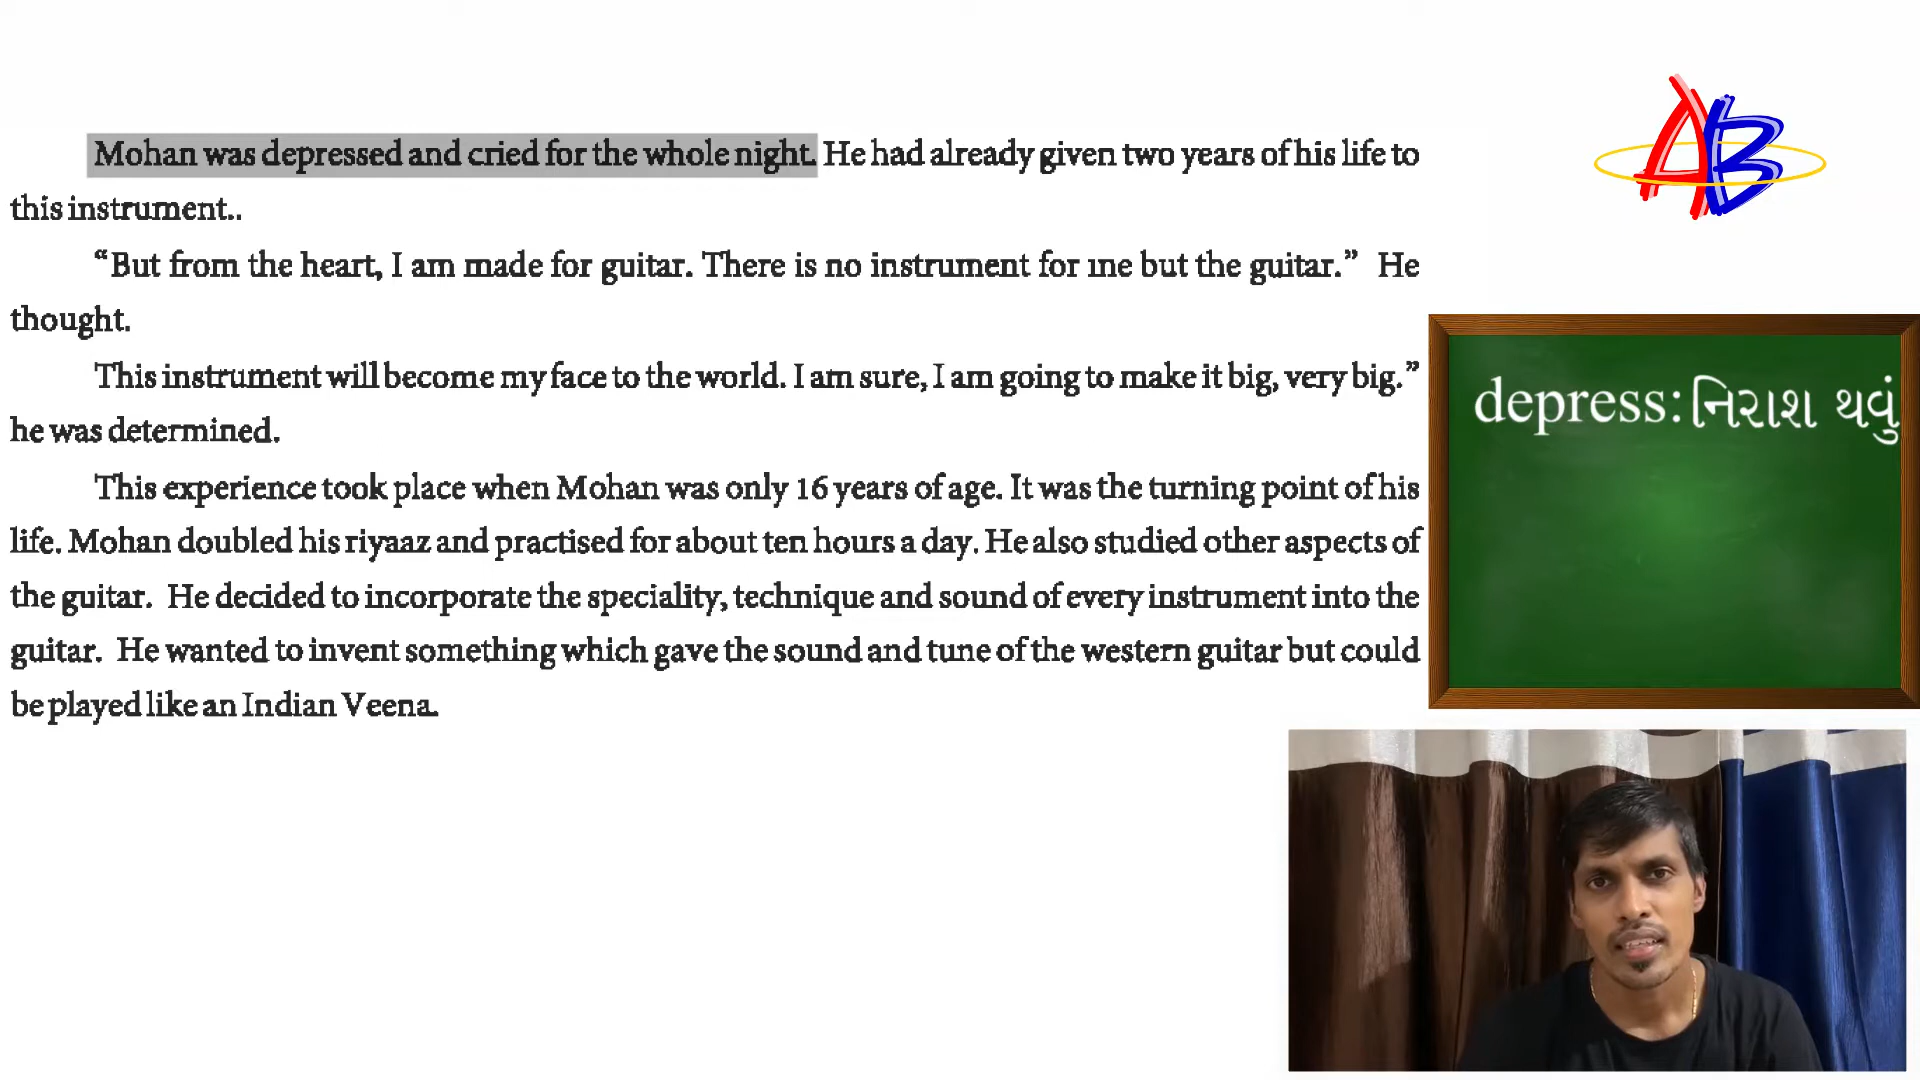 Mohan was depressed and cried for the whole night. He had already given two years of his life to
this instrument..
“But from the heart, I am made for guitar. There is no instrument for me but the guitar.” He
thought.
This instrument will become my face to the world. I am sure, I am going to make it big, very big.”
he was determined.
This experience took place when Mohan was only 16 years of age. It was the turning point of his
life. Mohan doubled his riyaaz and practised for about ten hours a day. He also studied other aspects of
the guitar. He decided to incorporate the speciality, technique and sound of every instrument into the
guitar. He wanted to invent something which gave the sound and tune of the western guitar but could
be played like an Indian Veena.
AB
depress: નિરાશ થવું